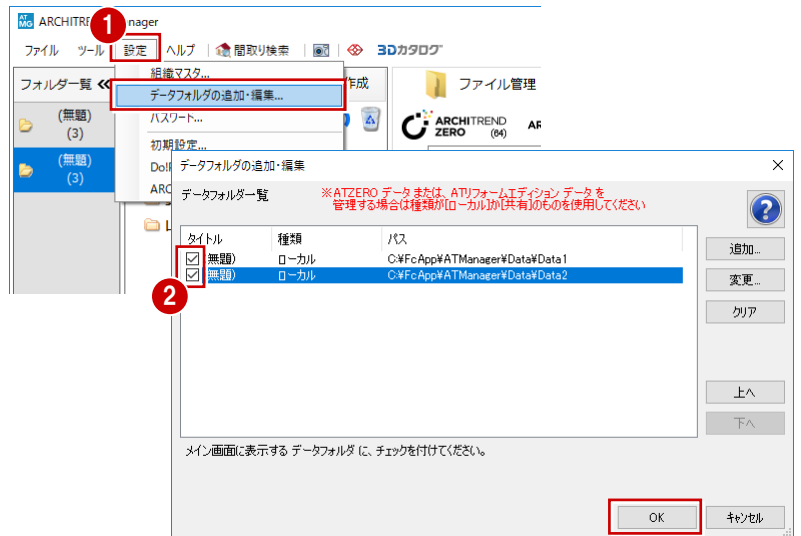 ARCHITRE nager
1
ファイル ツール 設定 ヘルプ 間取り検索 3Dカタログ
フォルダ一覧 組織マスタ... 作成 ファイル管理
データフォルダの追加・編集...
(無題)
(3)
パスワード...
ARCHITREND
ZERO (64)
初期設定...
(無題)
(3)
Do!
ARC
データフォルダの追加・編集
データフォルダ一覧
※ATZERO データ または、ATリフォームエディション データ を
管理する場合は種類が[ローカル]か[共有]のものを使用してください
タイトル 種類 パス
無題) ローカル C:¥FcApp¥ATManager¥Data¥Data1
無題) ローカル C:¥FcApp¥ATManager¥Data¥Data2
2
追加...
変更...
クリア
上へ
下へ
メイン画面に表示する データフォルダ に、チェックを付けてください。
OK キャンセル